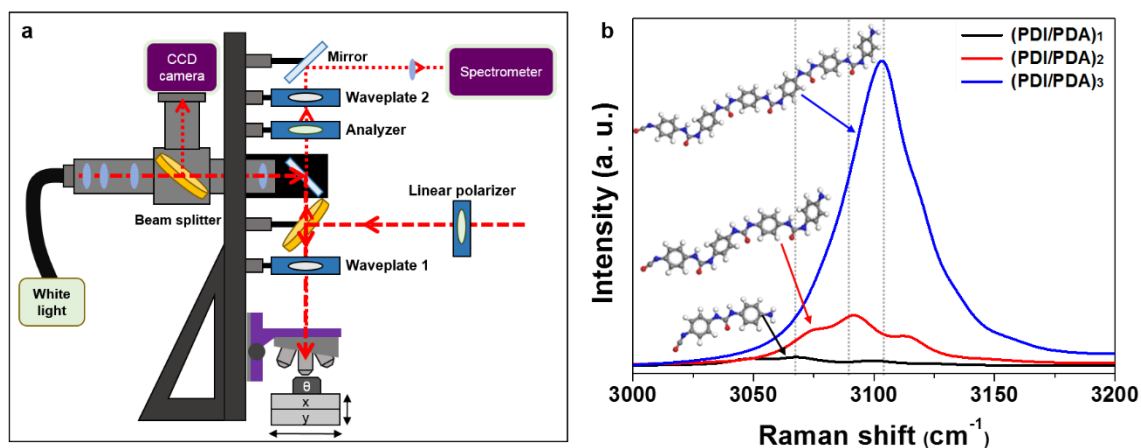 a
CCD
camera
Mirror
Spectrometer
Waveplate 2
Analyzer
Linear polarizer
Beam splitter
Waveplate 1
White
light
θ
x
y
b
(PDI/PDA)₁
(PDI/PDA)₂
(PDI/PDA)₃
Intensity (a. u.)
3000 3050 3100 3150 3200
Raman shift (cm⁻¹)